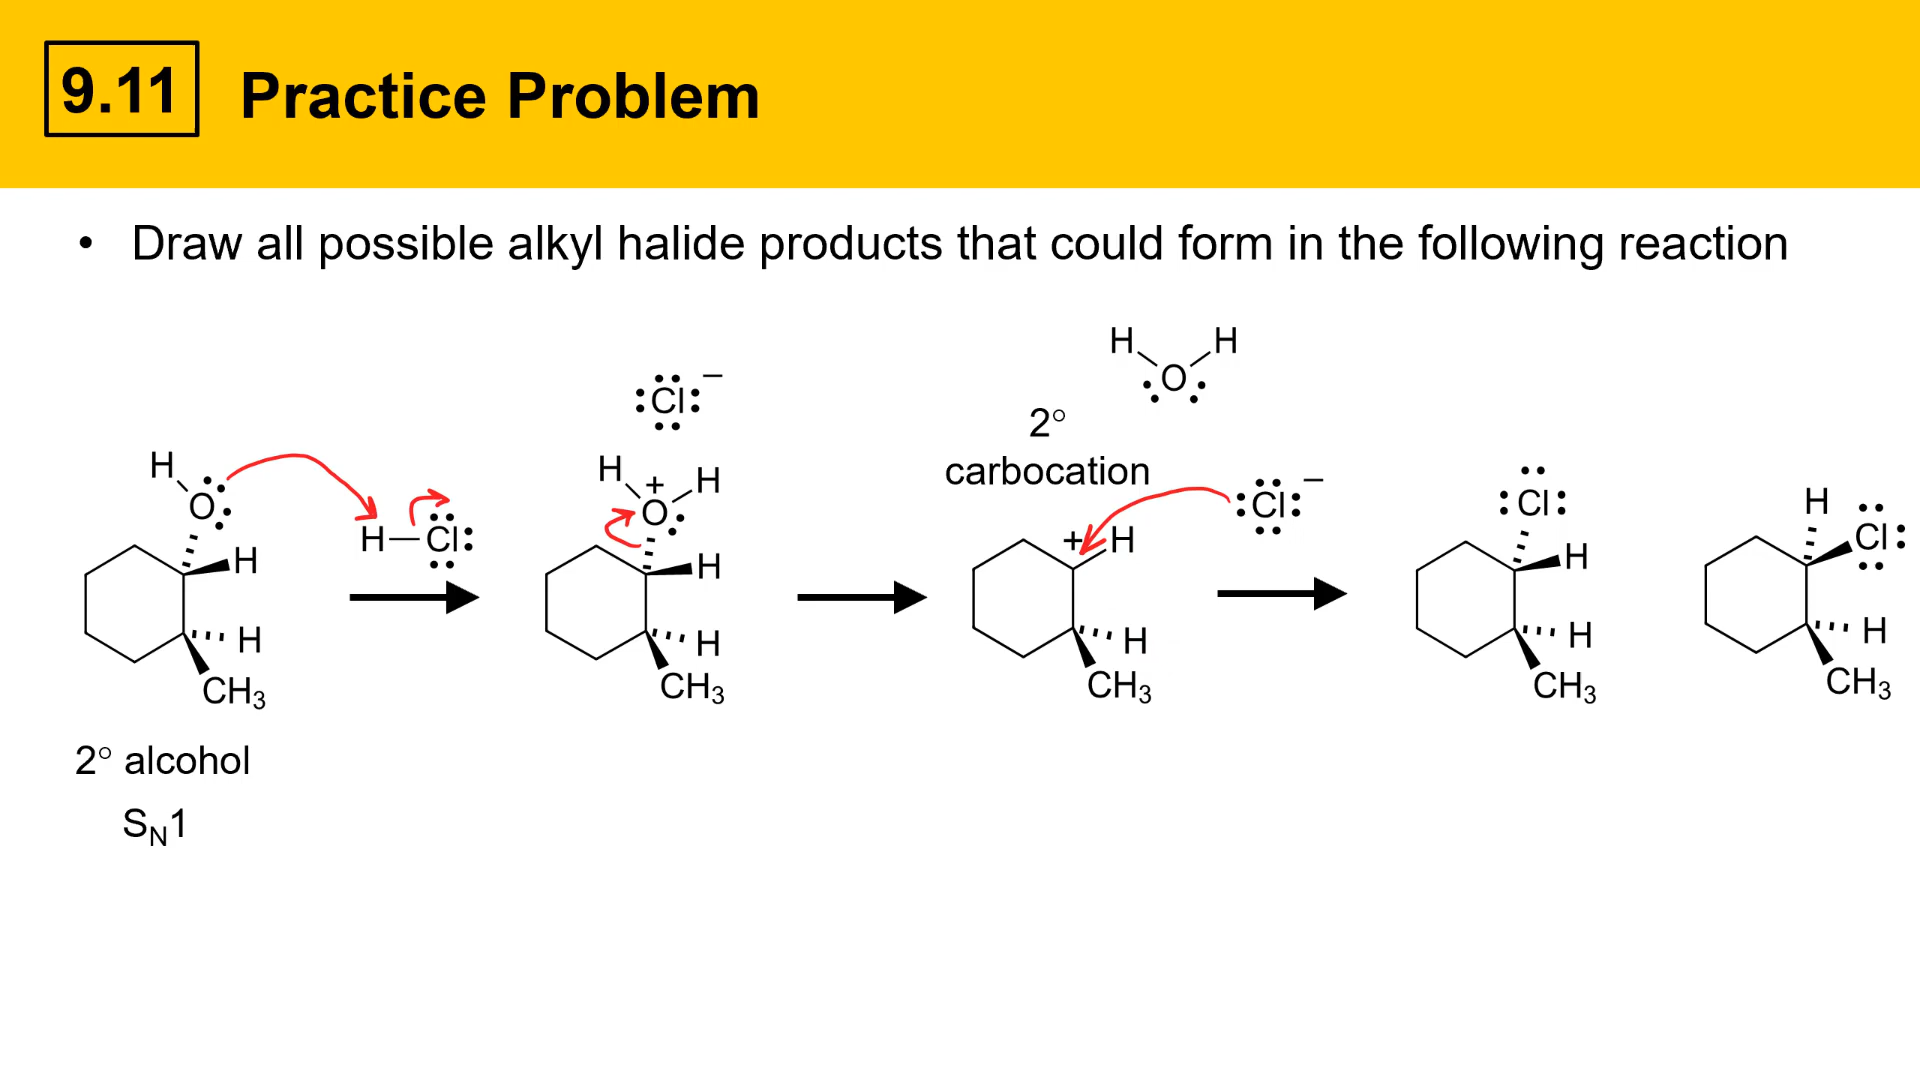 9.11 Practice Problem
• Draw all possible alkyl halide products that could form in the following reaction
H H
O
:Cl: –
2°
carbocation
H
O
H – Cl:
H
H
CH₃
H + H
O
H
H
CH₃
+ H
:Cl: –
H
CH₃
:Cl:
H
H
CH₃
H
Cl:
H
CH₃
2° alcohol
S_N1